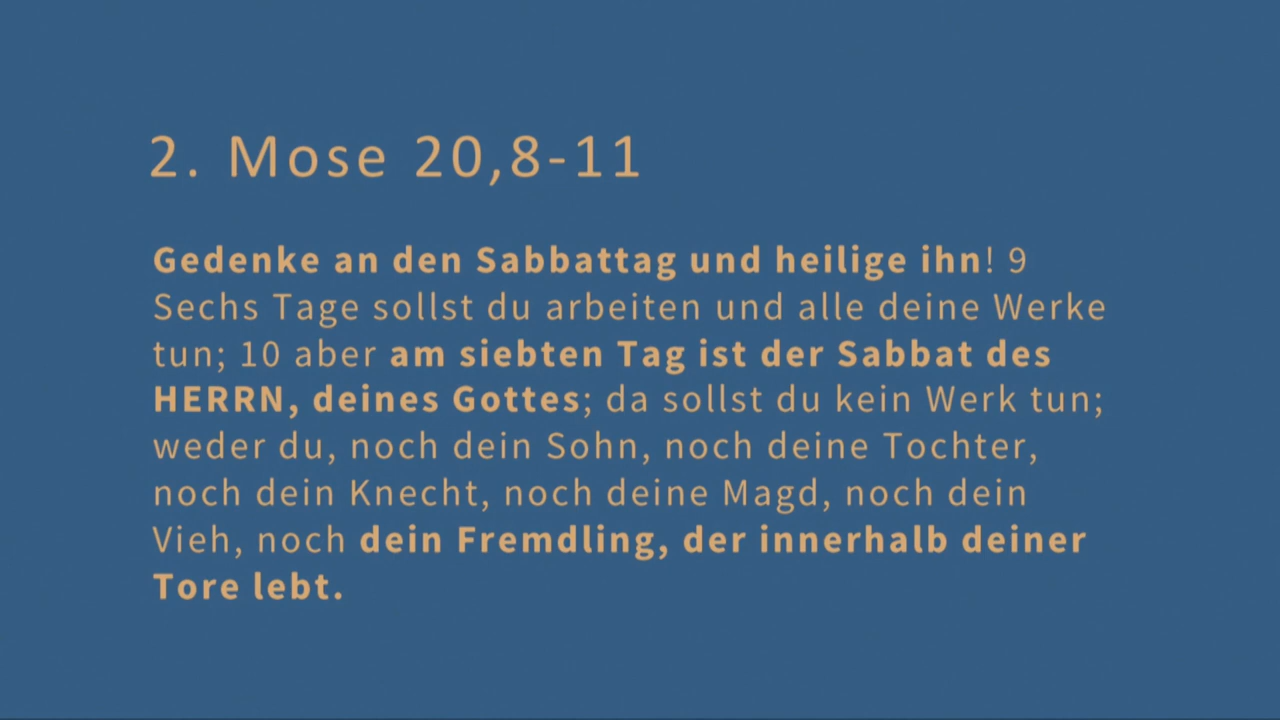 2. Mose 20,8-11
Gedenke an den Sabbattag und heilige ihn! 9
Sechs Tage sollst du arbeiten und alle deine Werke
tun; 10 aber am siebten Tag ist der Sabbat des
HERRN, deines Gottes; da sollst du kein Werk tun;
weder du, noch dein Sohn, noch deine Tochter,
noch dein Knecht, noch deine Magd, noch dein
Vieh, noch dein Fremdling, der innerhalb deiner
Tore lebt.